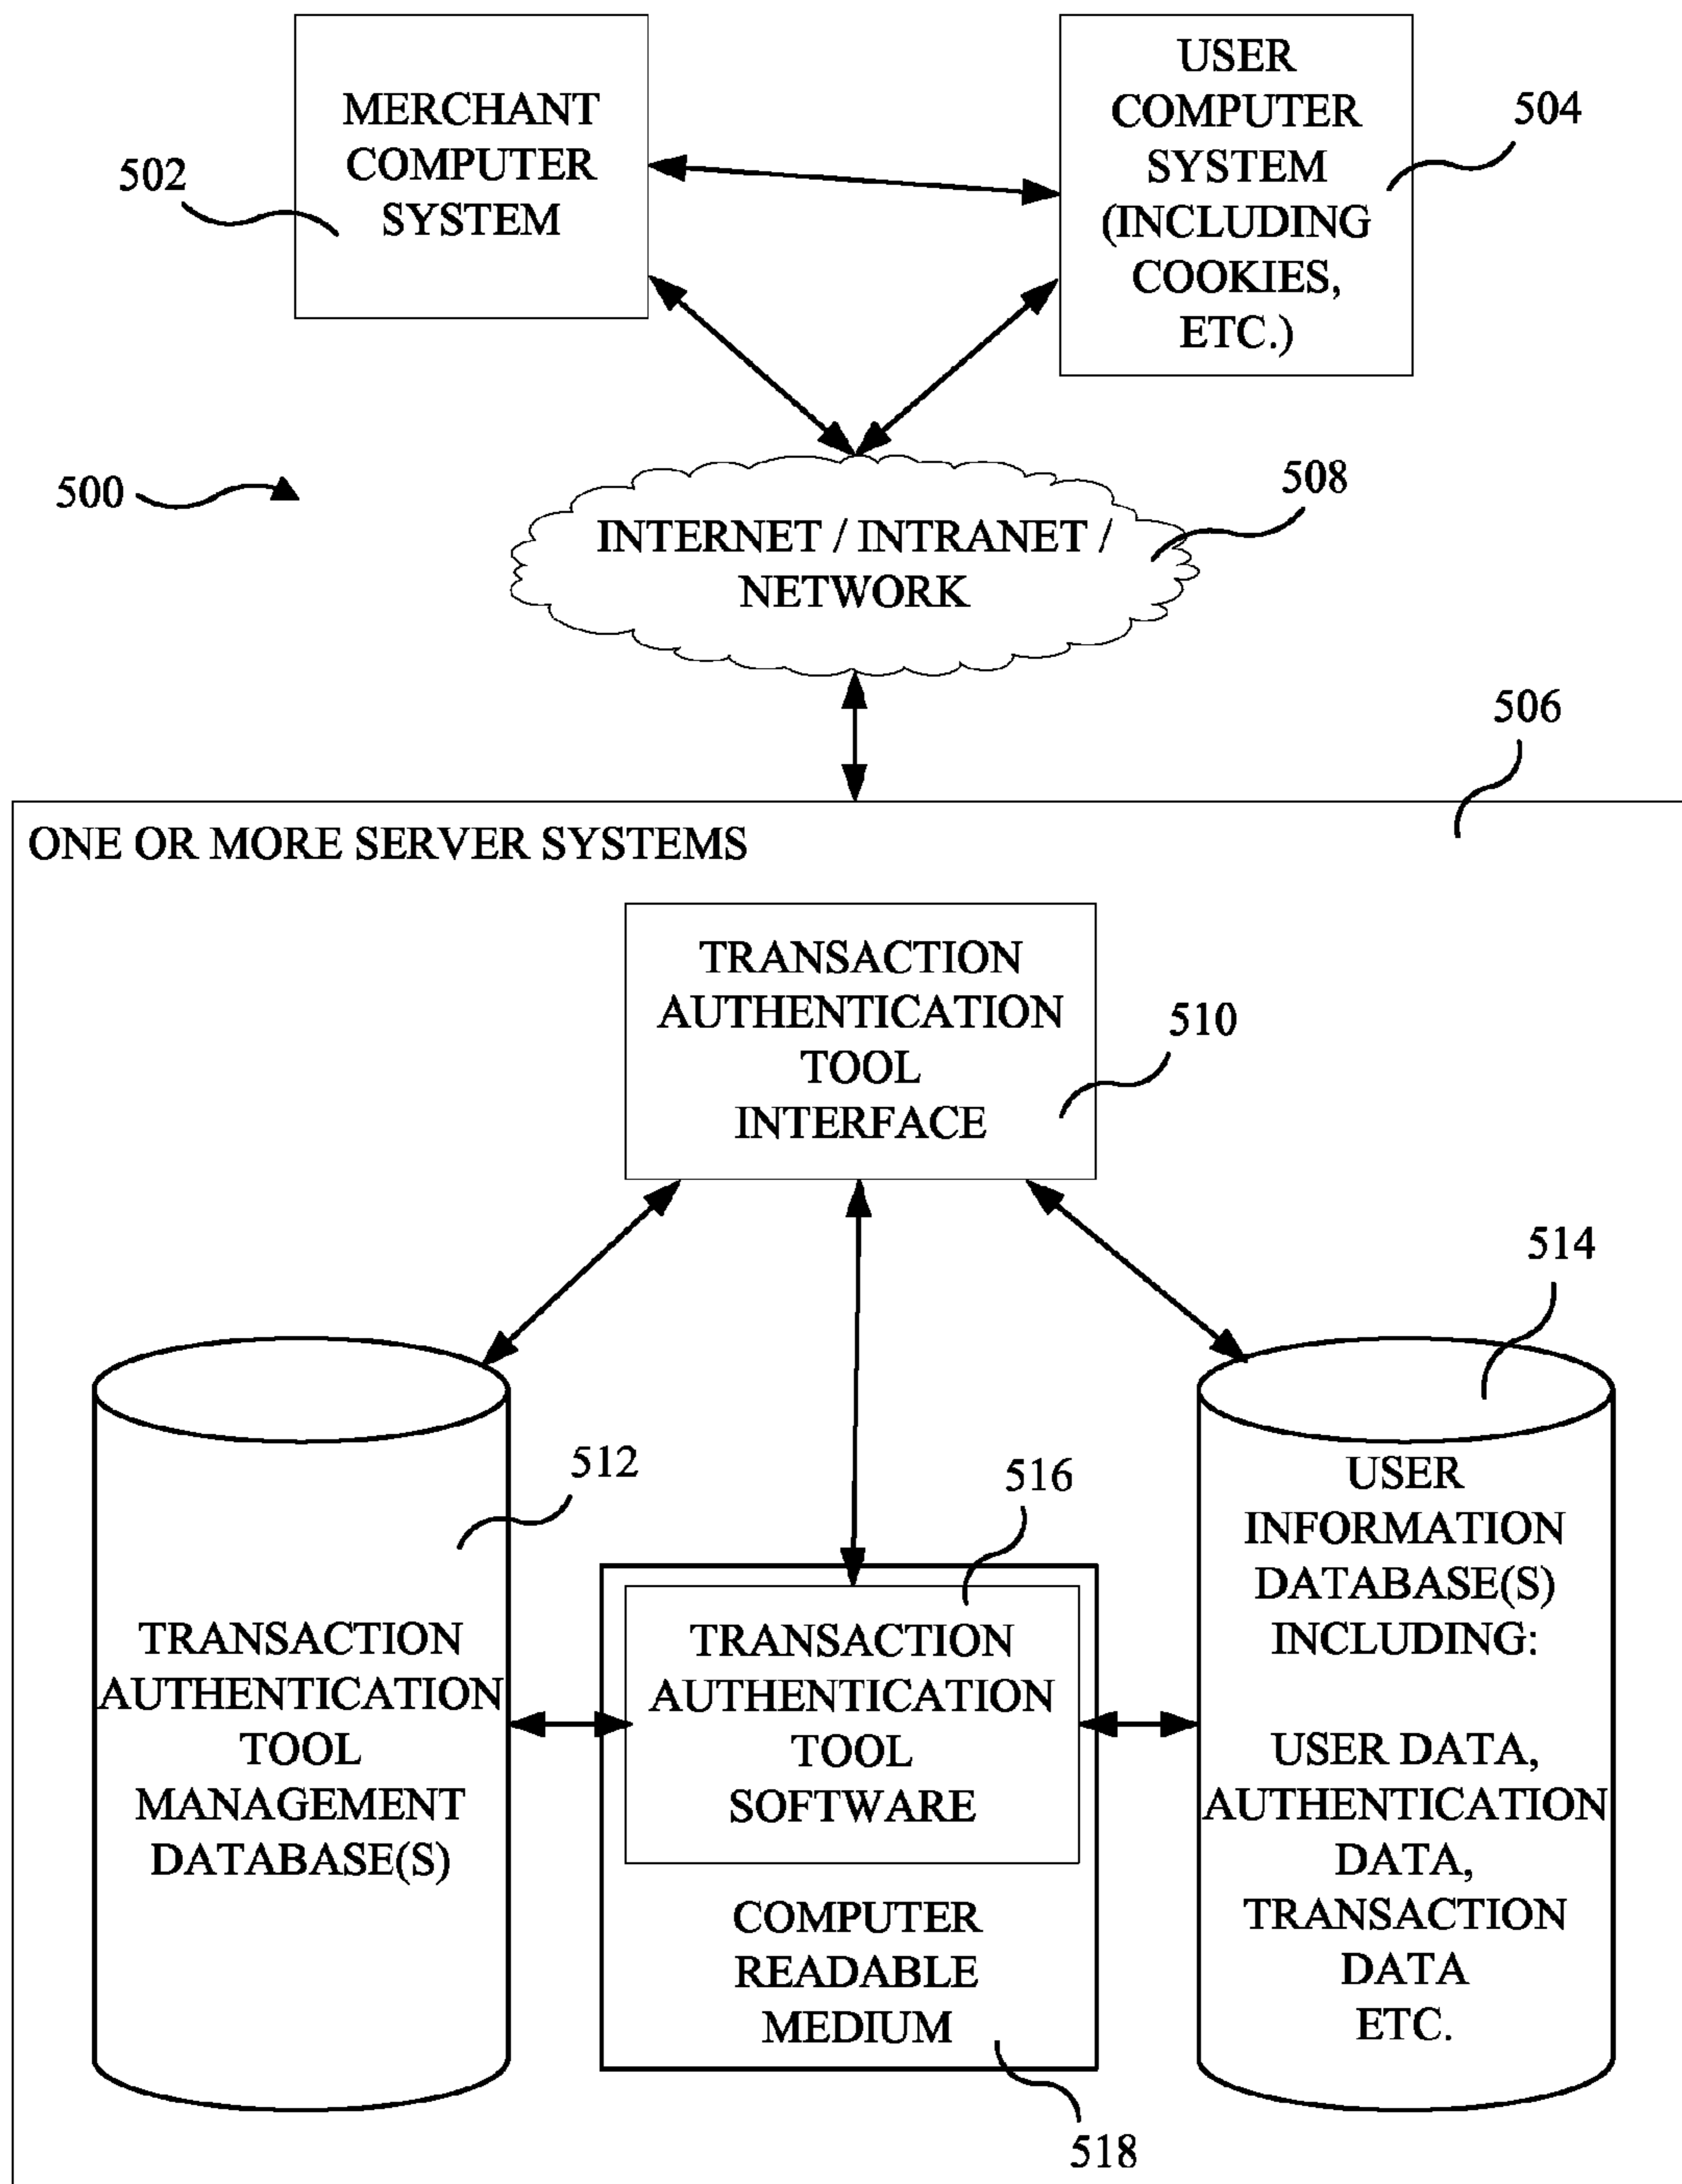 MERCHANT
COMPUTER
SYSTEM
502
USER
COMPUTER
SYSTEM
(INCLUDING
COOKIES,
ETC.)
504
500
INTERNET / INTRANET /
NETWORK
508
506
ONE OR MORE SERVER SYSTEMS
TRANSACTION
AUTHENTICATION
TOOL
INTERFACE
510
514
512
516
TRANSACTION
AUTHENTICATION
TOOL
MANAGEMENT
DATABASE(S)
TRANSACTION
AUTHENTICATION
TOOL
SOFTWARE
COMPUTER
READABLE
MEDIUM
518
USER
INFORMATION
DATABASE(S)
INCLUDING:
USER DATA,
AUTHENTICATION
DATA,
TRANSACTION
DATA
ETC.